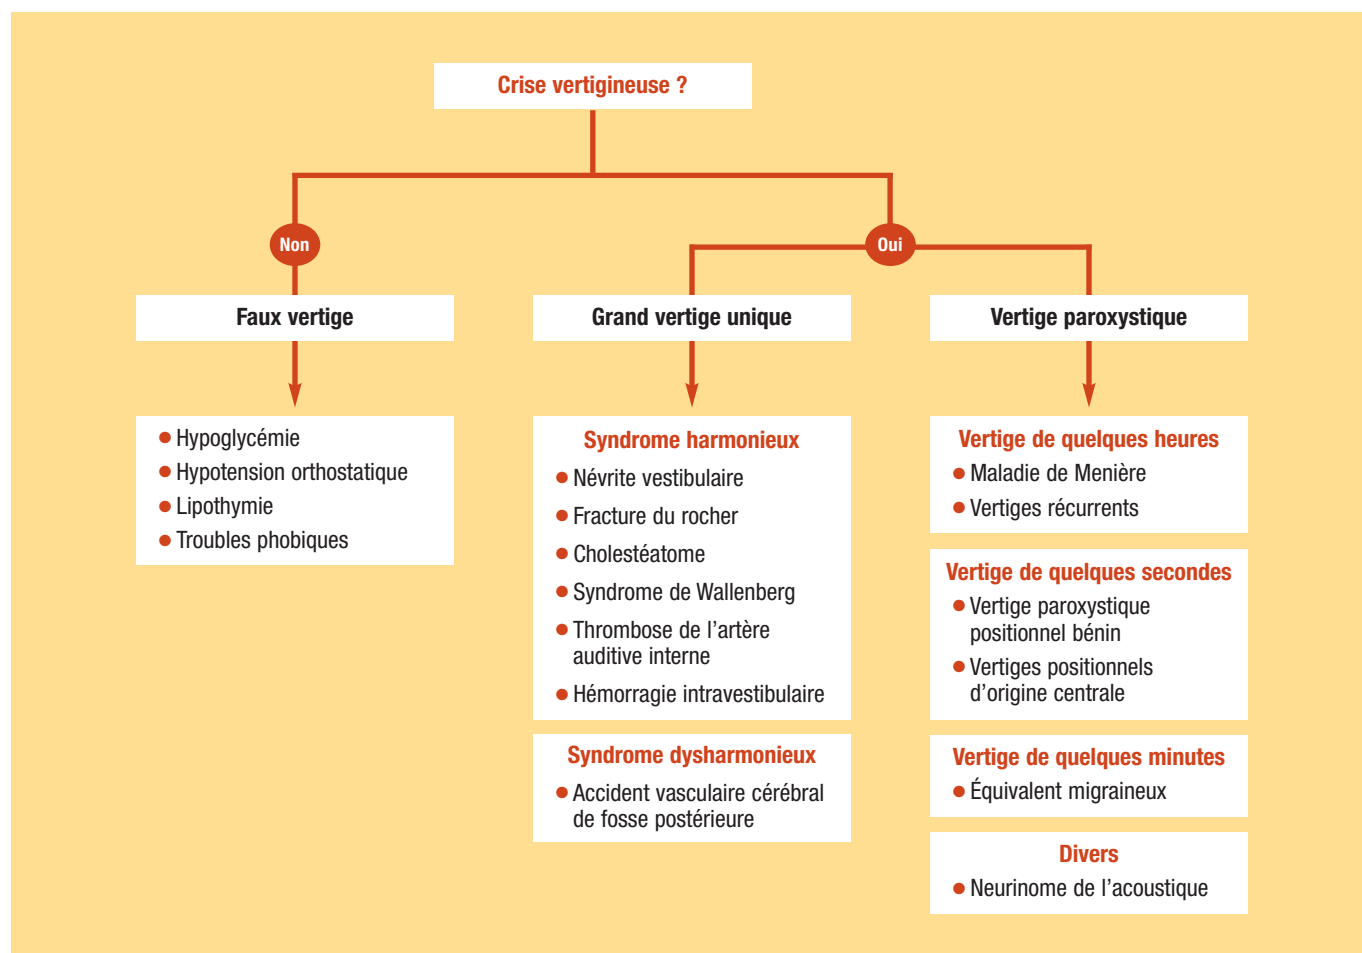 Crise vertigineuse ?
Non
Oui
Faux vertige
Grand vertige unique
Vertige paroxystique
● Hypoglycémie
● Hypotension orthostatique
● Lipothymie
● Troubles phobiques
Syndrome harmonieux
● Névrite vestibulaire
● Fracture du rocher
● Cholestéatome
● Syndrome de Wallenberg
● Thrombose de l’artère
auditive interne
● Hémorragie intravestibulaire
Syndrome dysharmonieux
● Accident vasculaire cérébral
de fosse postérieure
Vertige de quelques heures
● Maladie de Menière
● Vertiges récurrents
Vertige de quelques secondes
● Vertige paroxystique
positionnel bénin
● Vertiges positionnels
d’origine centrale
Vertige de quelques minutes
● Équivalent migraineux
Divers
● Neurinome de l’acoustique